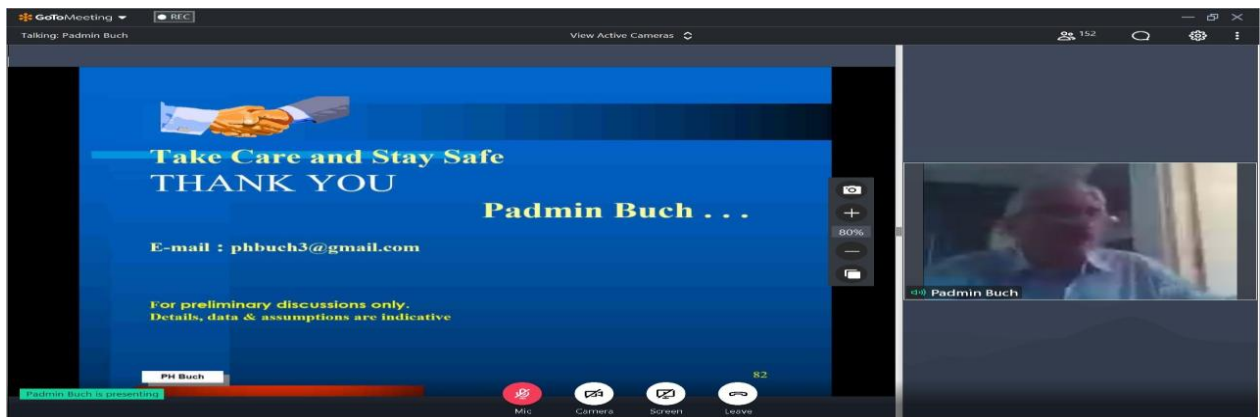 GoToMeeting
REC
Talking: Padmin Buch
View Active Cameras
152
Take Care and Stay Safe
THANK YOU
Padmin Buch . . .
E-mail : phbuch3@gmail.com
For preliminary discussions only.
Details, data & assumptions are indicative
PH Buch
82
Padmin Buch is presenting
80%
Padmin Buch
Mic
Camera
Screen
Leave